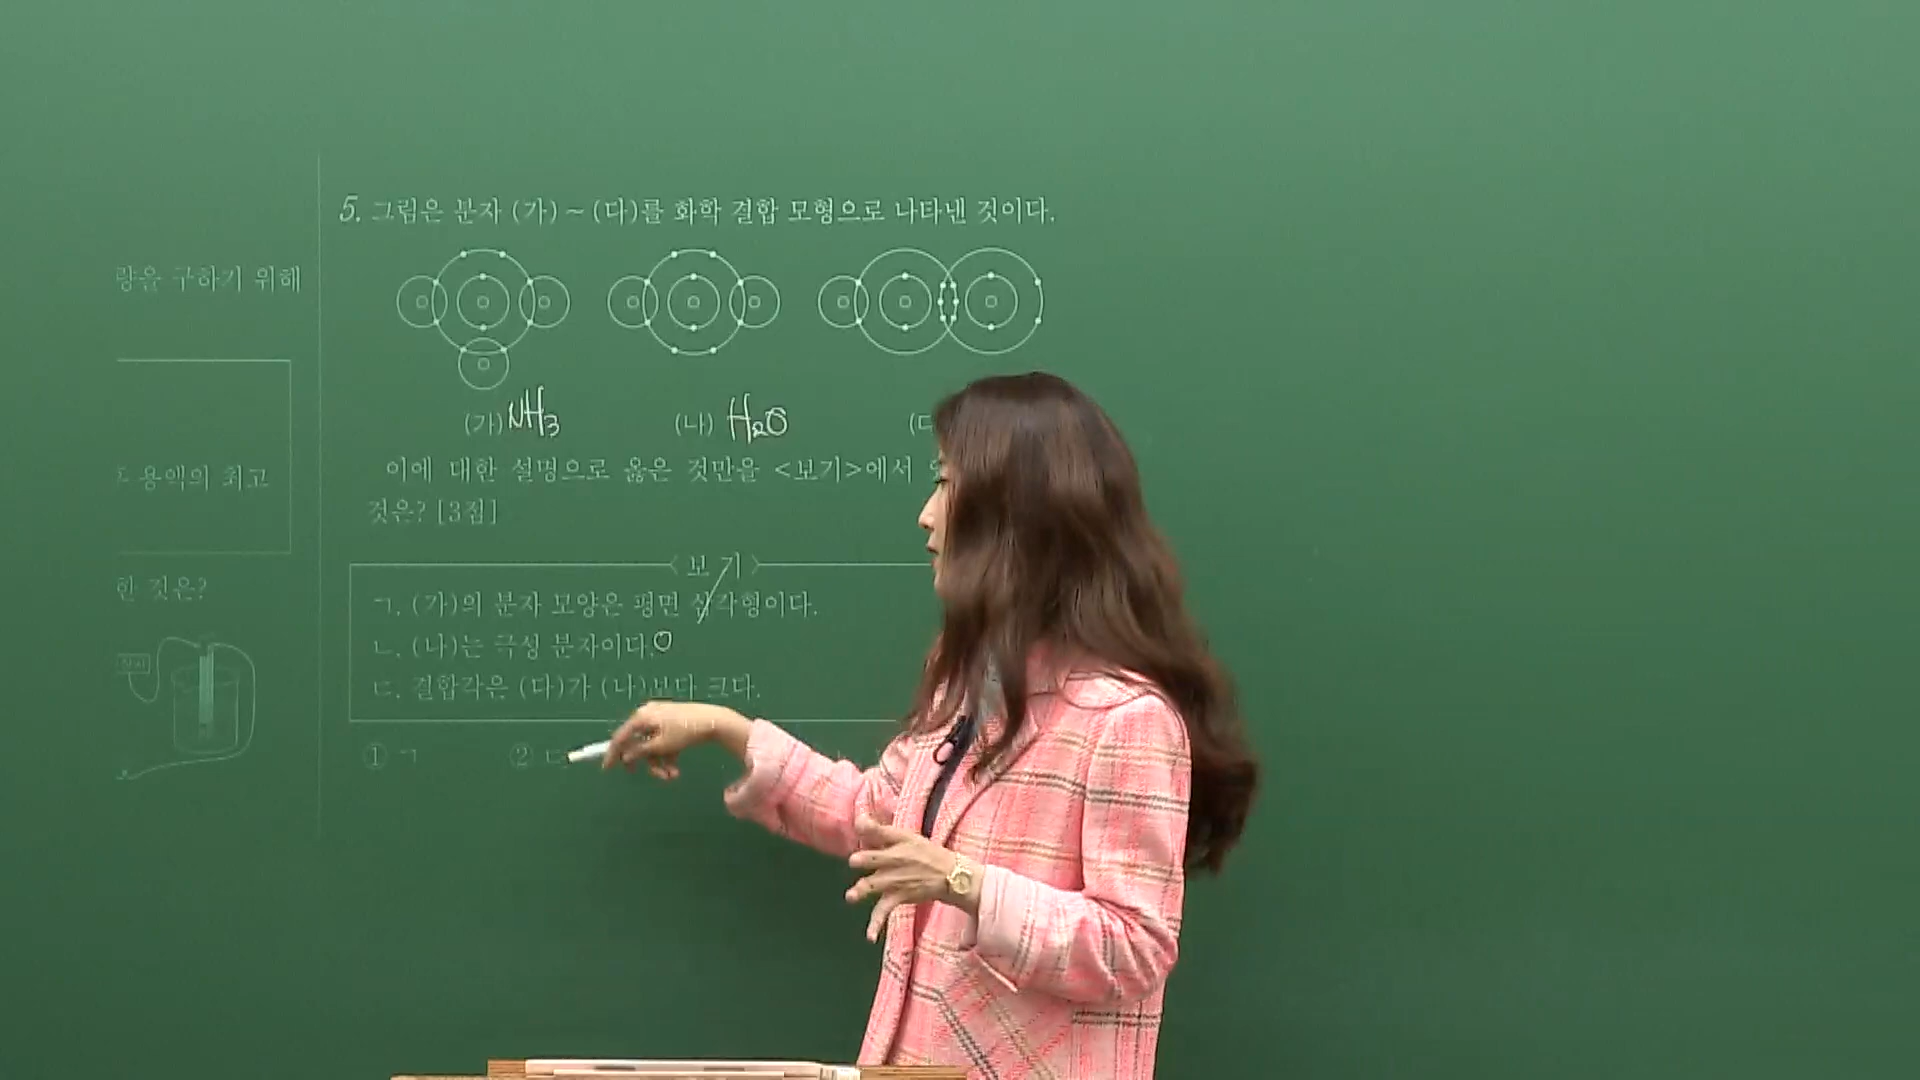 량을 구하기 위해
용액의 최고
한 것은?
5. 그림은 분자 (가) ~ (다)를 화학 결합 모형으로 나타낸 것이다.
(가) NH3 (나) H2O (다
이에 대한 설명으로 옳은 것만을 <보기>에서
것은? [3점]
< 보 기 >
ㄱ. (가)의 분자 모양은 평면 삼각형이다.
ㄴ. (나)는 극성 분자이다.
ㄷ. 결합각은 (다)가 (나)보다 크다.
① ㄱ ② ㄷ